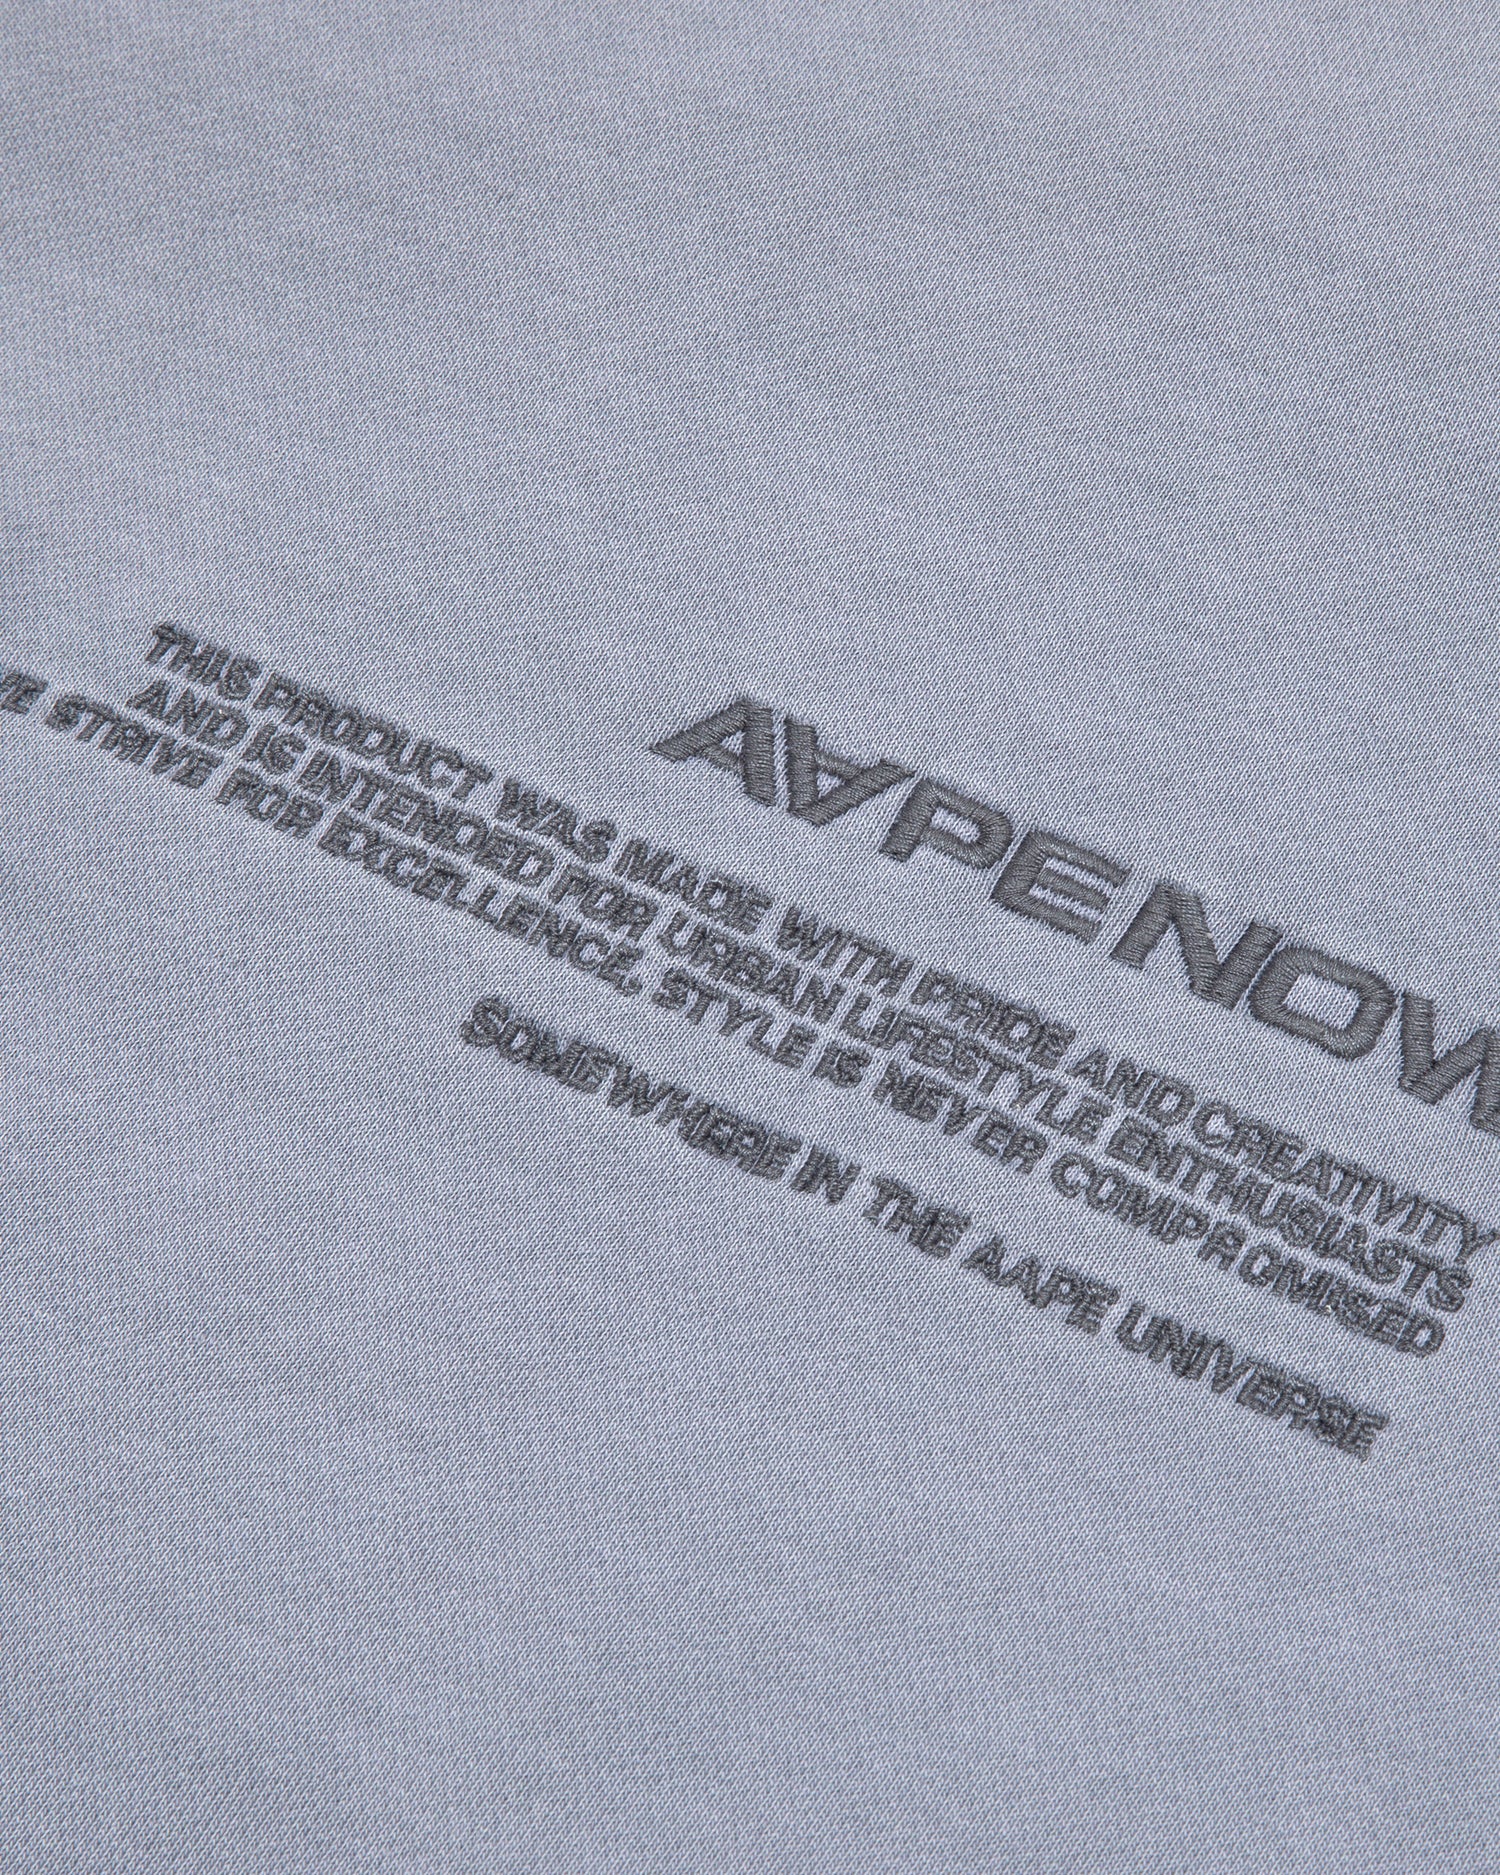 AAPE NOW
THIS PRODUCT WAS MADE WITH PRIDE AND CREATIVITY
AND IS INTENDED FOR URBAN LIFESTYLE ENTHUSIASTS
WE STRIVE FOR EXCELLENCE, STYLE IS NEVER COMPROMISED
SOMEWHERE IN THE AAPE UNIVERSE